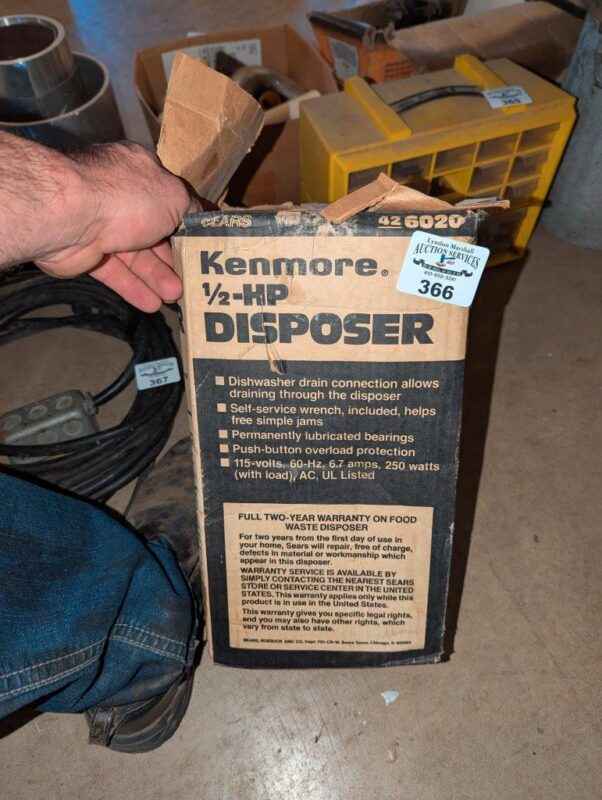 369
SEARS
42 6020
Kenmore.
1/2-HP
DISPOSER
Lyndon Marshall
AUCTION SERVICES
366
367
■ Dishwasher drain connection allows
draining through the disposer
■ Self-service wrench, included, helps
free simple jams
■ Permanently lubricated bearings
■ Push-button overload protection
■ 115-volts, 60-Hz, 6.7 amps, 250 watts
(with load), AC, UL Listed
FULL TWO-YEAR WARRANTY ON FOOD
WASTE DISPOSER
For two years from the first day of use in
your home, Sears will repair, free of charge,
defects in material or workmanship which
appear in this disposer.
WARRANTY SERVICE IS AVAILABLE BY
SIMPLY CONTACTING THE NEAREST SEARS
STORE OR SERVICE CENTER IN THE UNITED
STATES. This warranty applies only while this
product is in use in the United States.
This warranty gives you specific legal rights,
and you may also have other rights, which
vary from state to state.
SEARS, ROEBUCK AND CO.